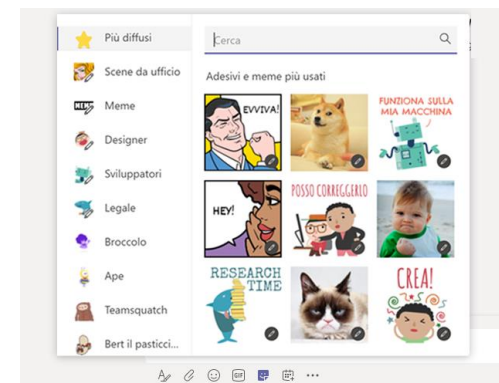 Più diffusi
Scene da ufficio
Meme
Designer
Sviluppatori
Legale
Broccolo
Ape
Teamsquatch
Bert il pasticci...
Cerca
Adesivi e meme più usati
EVVIVA!
FUNZIONA SULLA
MIA MACCHINA
HEY!
POSSO CORREGGERLO
RESEARCH
TIME
CREA!
GIF